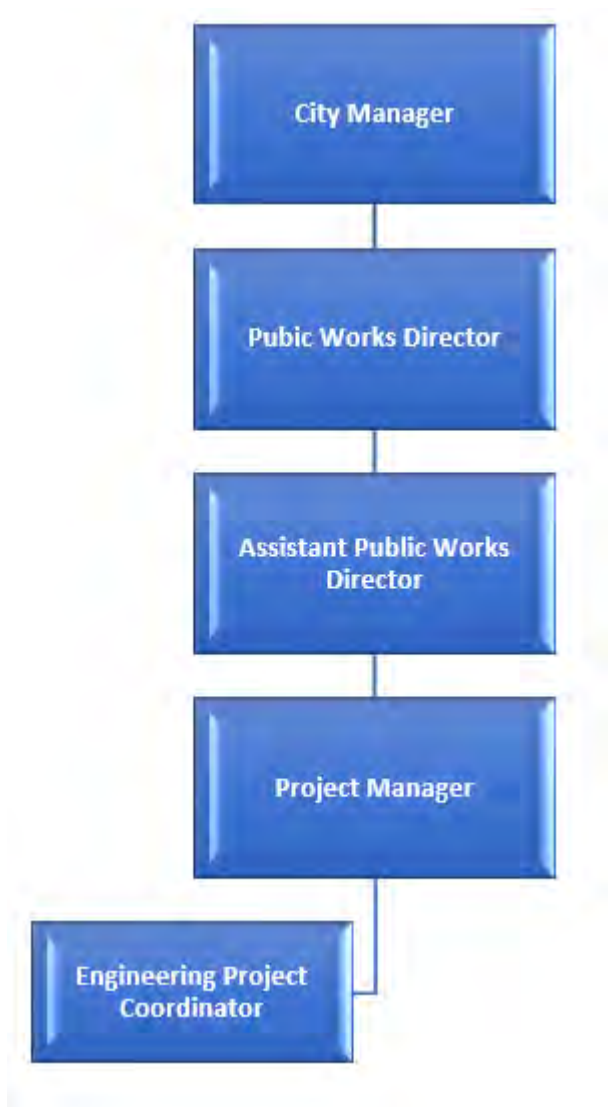 City Manager
Pubic Works Director
Assistant Public Works
Director
Project Manager
Engineering Project
Coordinator